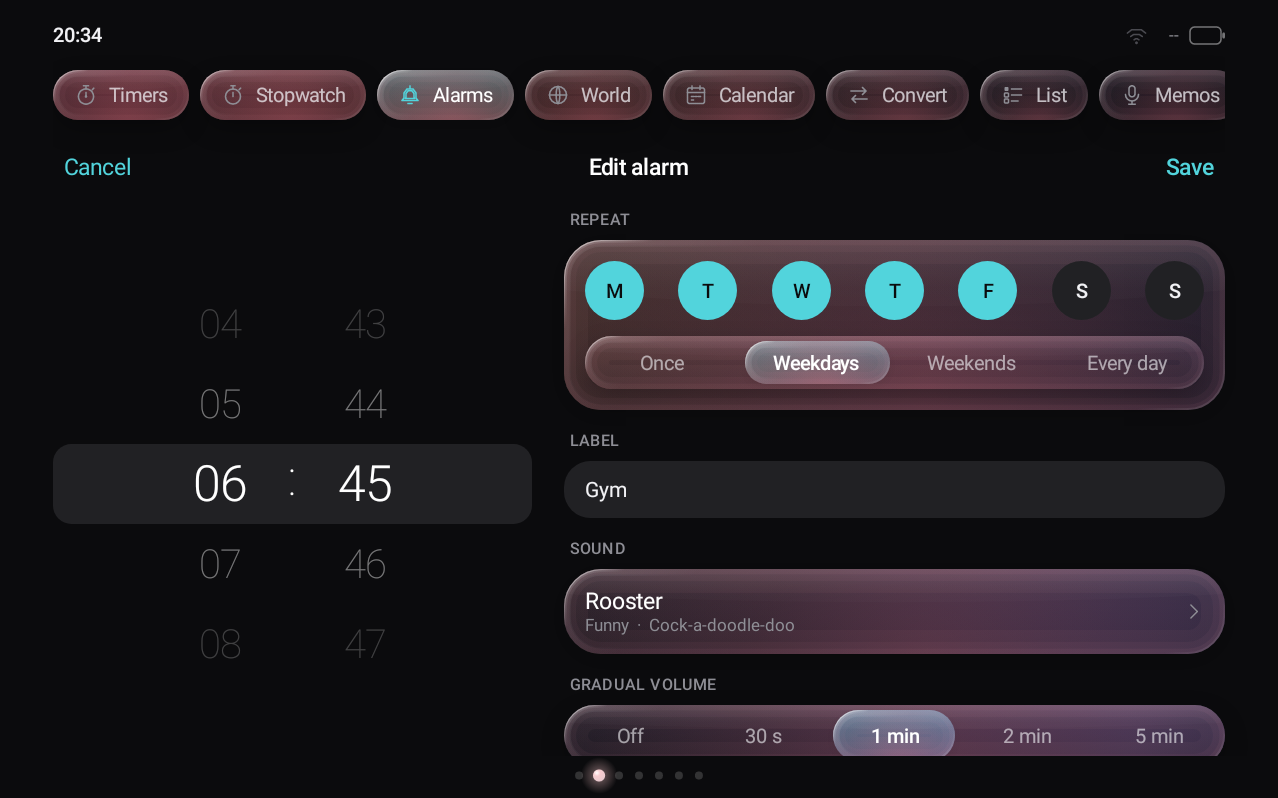 20:34
--
Timers Stopwatch Alarms World Calendar Convert List Memos
Cancel Edit alarm Save
REPEAT
M T W T F S S
Once Weekdays Weekends Every day
04 43
05 44
06 : 45
07 46
08 47
LABEL
Gym
SOUND
Rooster
Funny · Cock-a-doodle-doo
GRADUAL VOLUME
Off 30 s 1 min 2 min 5 min